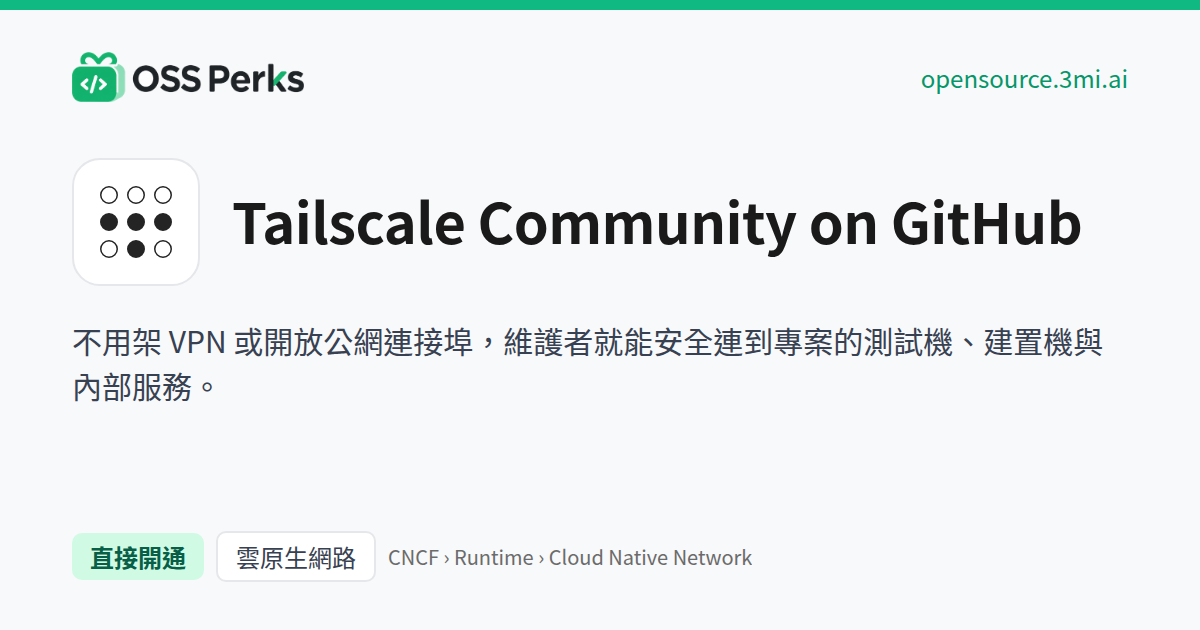 OSS Perks
opensource.3mi.ai
Tailscale Community on GitHub
不用架 VPN 或開放公網連接埠，維護者就能安全連到專案的測試機、建置機與
內部服務。
直接開通
雲原生網路
CNCF › Runtime › Cloud Native Network